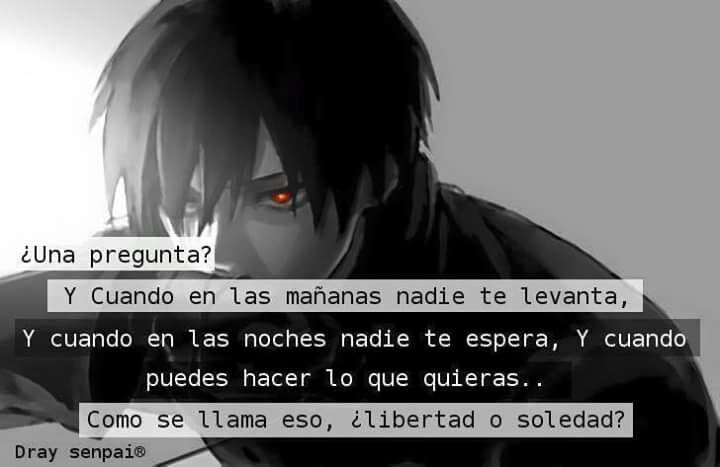 ¿Una pregunta?
Y Cuando en las mañanas nadie te levanta,
Y cuando en las noches nadie te espera, Y cuando
puedes hacer lo que quieras..
Como se llama eso, ¿libertad o soledad?
Dray senpai®